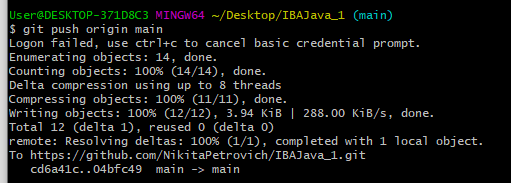 User@DESKTOP-371D8C3 MINGW64 ~/Desktop/IBAJava_1 (main)
$ git push origin main
Logon failed, use ctrl+c to cancel basic credential prompt.
Enumerating objects: 14, done.
Counting objects: 100% (14/14), done.
Delta compression using up to 8 threads
Compressing objects: 100% (11/11), done.
Writing objects: 100% (12/12), 3.94 KiB | 288.00 KiB/s, done.
Total 12 (delta 1), reused 0 (delta 0)
remote: Resolving deltas: 100% (1/1), completed with 1 local object.
To https://github.com/NikitaPetrovich/IBAJava_1.git
   cd6a41c..04bfc49  main -> main